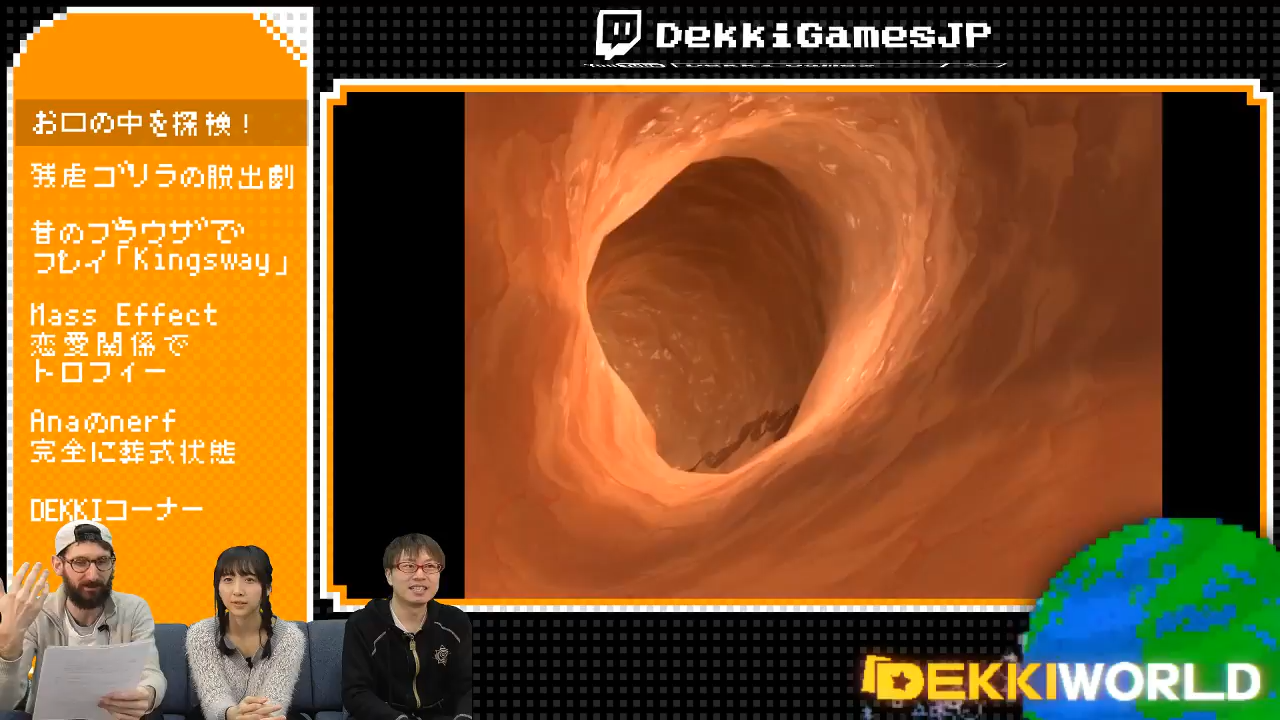 DekkiGamesJP
お口の中を探検!
残虐ゴリラの脱出劇
昔のブラウザで
プレイ「Kingsway」
Mass Effect
恋愛関係で
トロフィー
Anaのnerf
完全に葬式状態
DEKKIコーナー
DEKKIWORLD